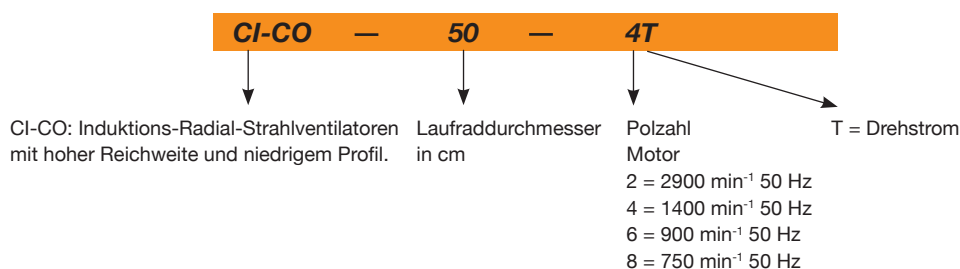 CI-CO — 50 — 4T
CI-CO: Induktions-Radial-Strahlventilatoren
mit hoher Reichweite und niedrigem Profil.
Laufraddurchmesser
in cm
Polzahl
Motor
2 = 2900 min⁻¹ 50 Hz
4 = 1400 min⁻¹ 50 Hz
6 = 900 min⁻¹ 50 Hz
8 = 750 min⁻¹ 50 Hz
T = Drehstrom